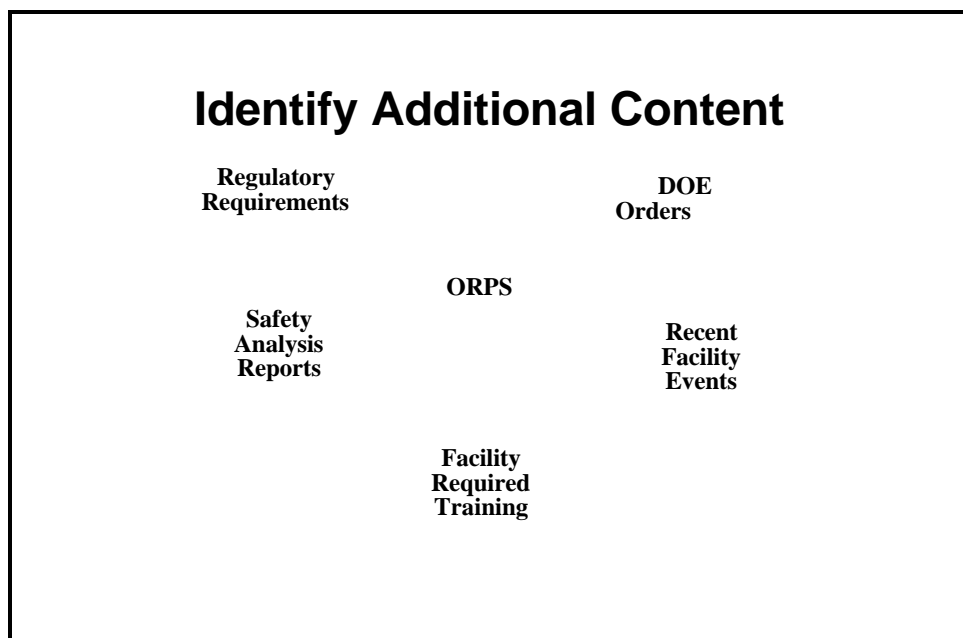 Identify Additional Content
Regulatory
Requirements
DOE
Orders
ORPS
Safety
Analysis
Reports
Recent
Facility
Events
Facility
Required
Training